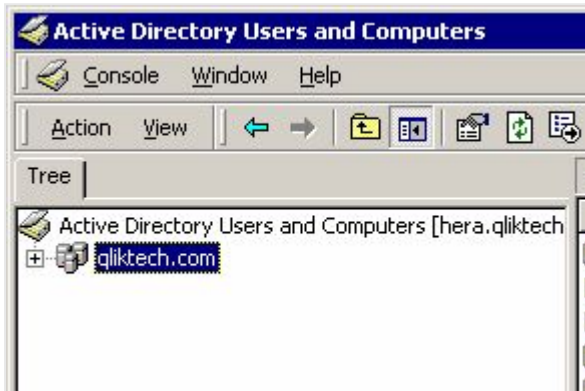 Active Directory Users and Computers
Console Window Help
Action View
Tree
Active Directory Users and Computers [hera.qliktech
qliktech.com